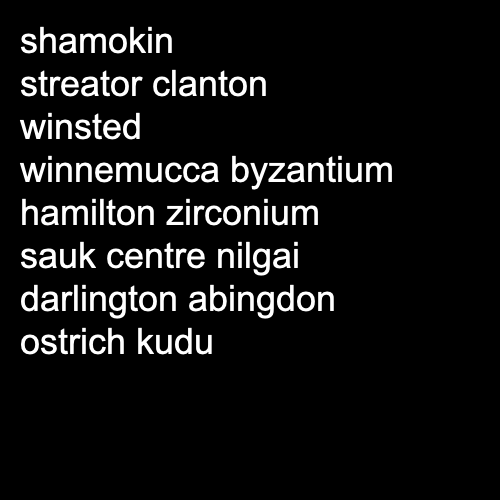 shamokin
streator clanton
winsted
winnemucca byzantium
hamilton zirconium
sauk centre nilgai
darlington abingdon
ostrich kudu